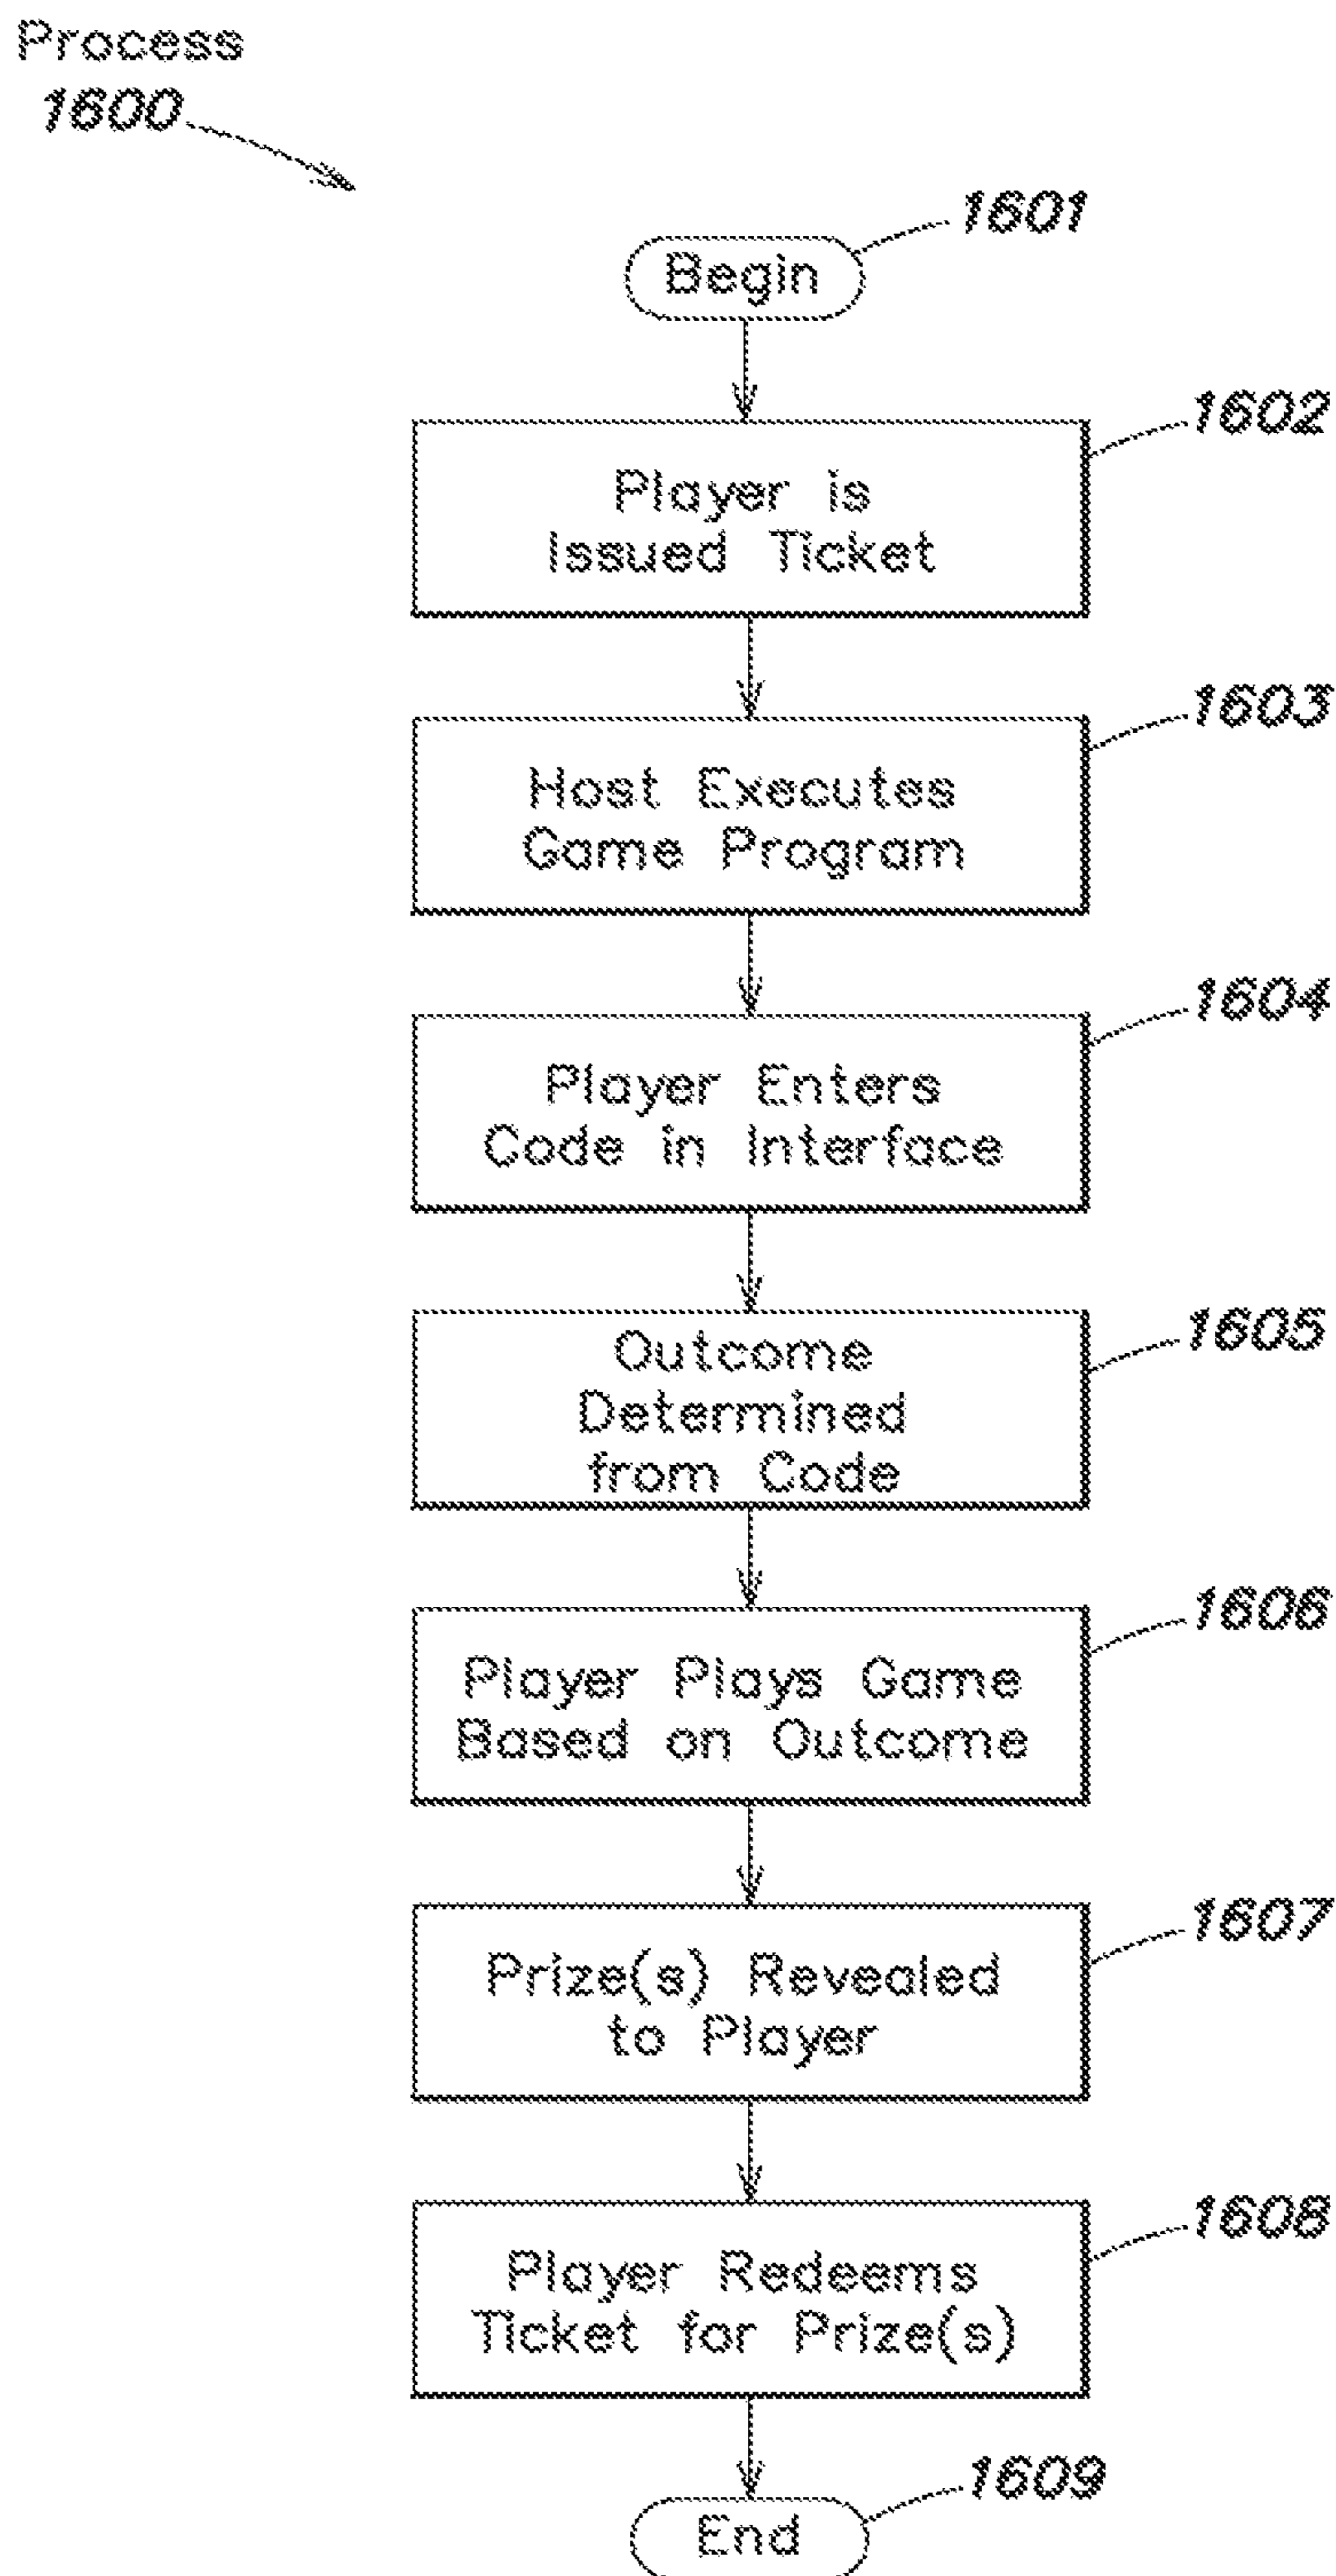 Process
1600
1601
Begin
1602
Player is
Issued Ticket
1603
Host Executes
Game Program
1604
Player Enters
Code in Interface
1605
Outcome
Determined
from Code
1606
Player Plays Game
Based on Outcome
1607
Prize(s) Revealed
to Player
1608
Player Redeems
Ticket for Prize(s)
1609
End